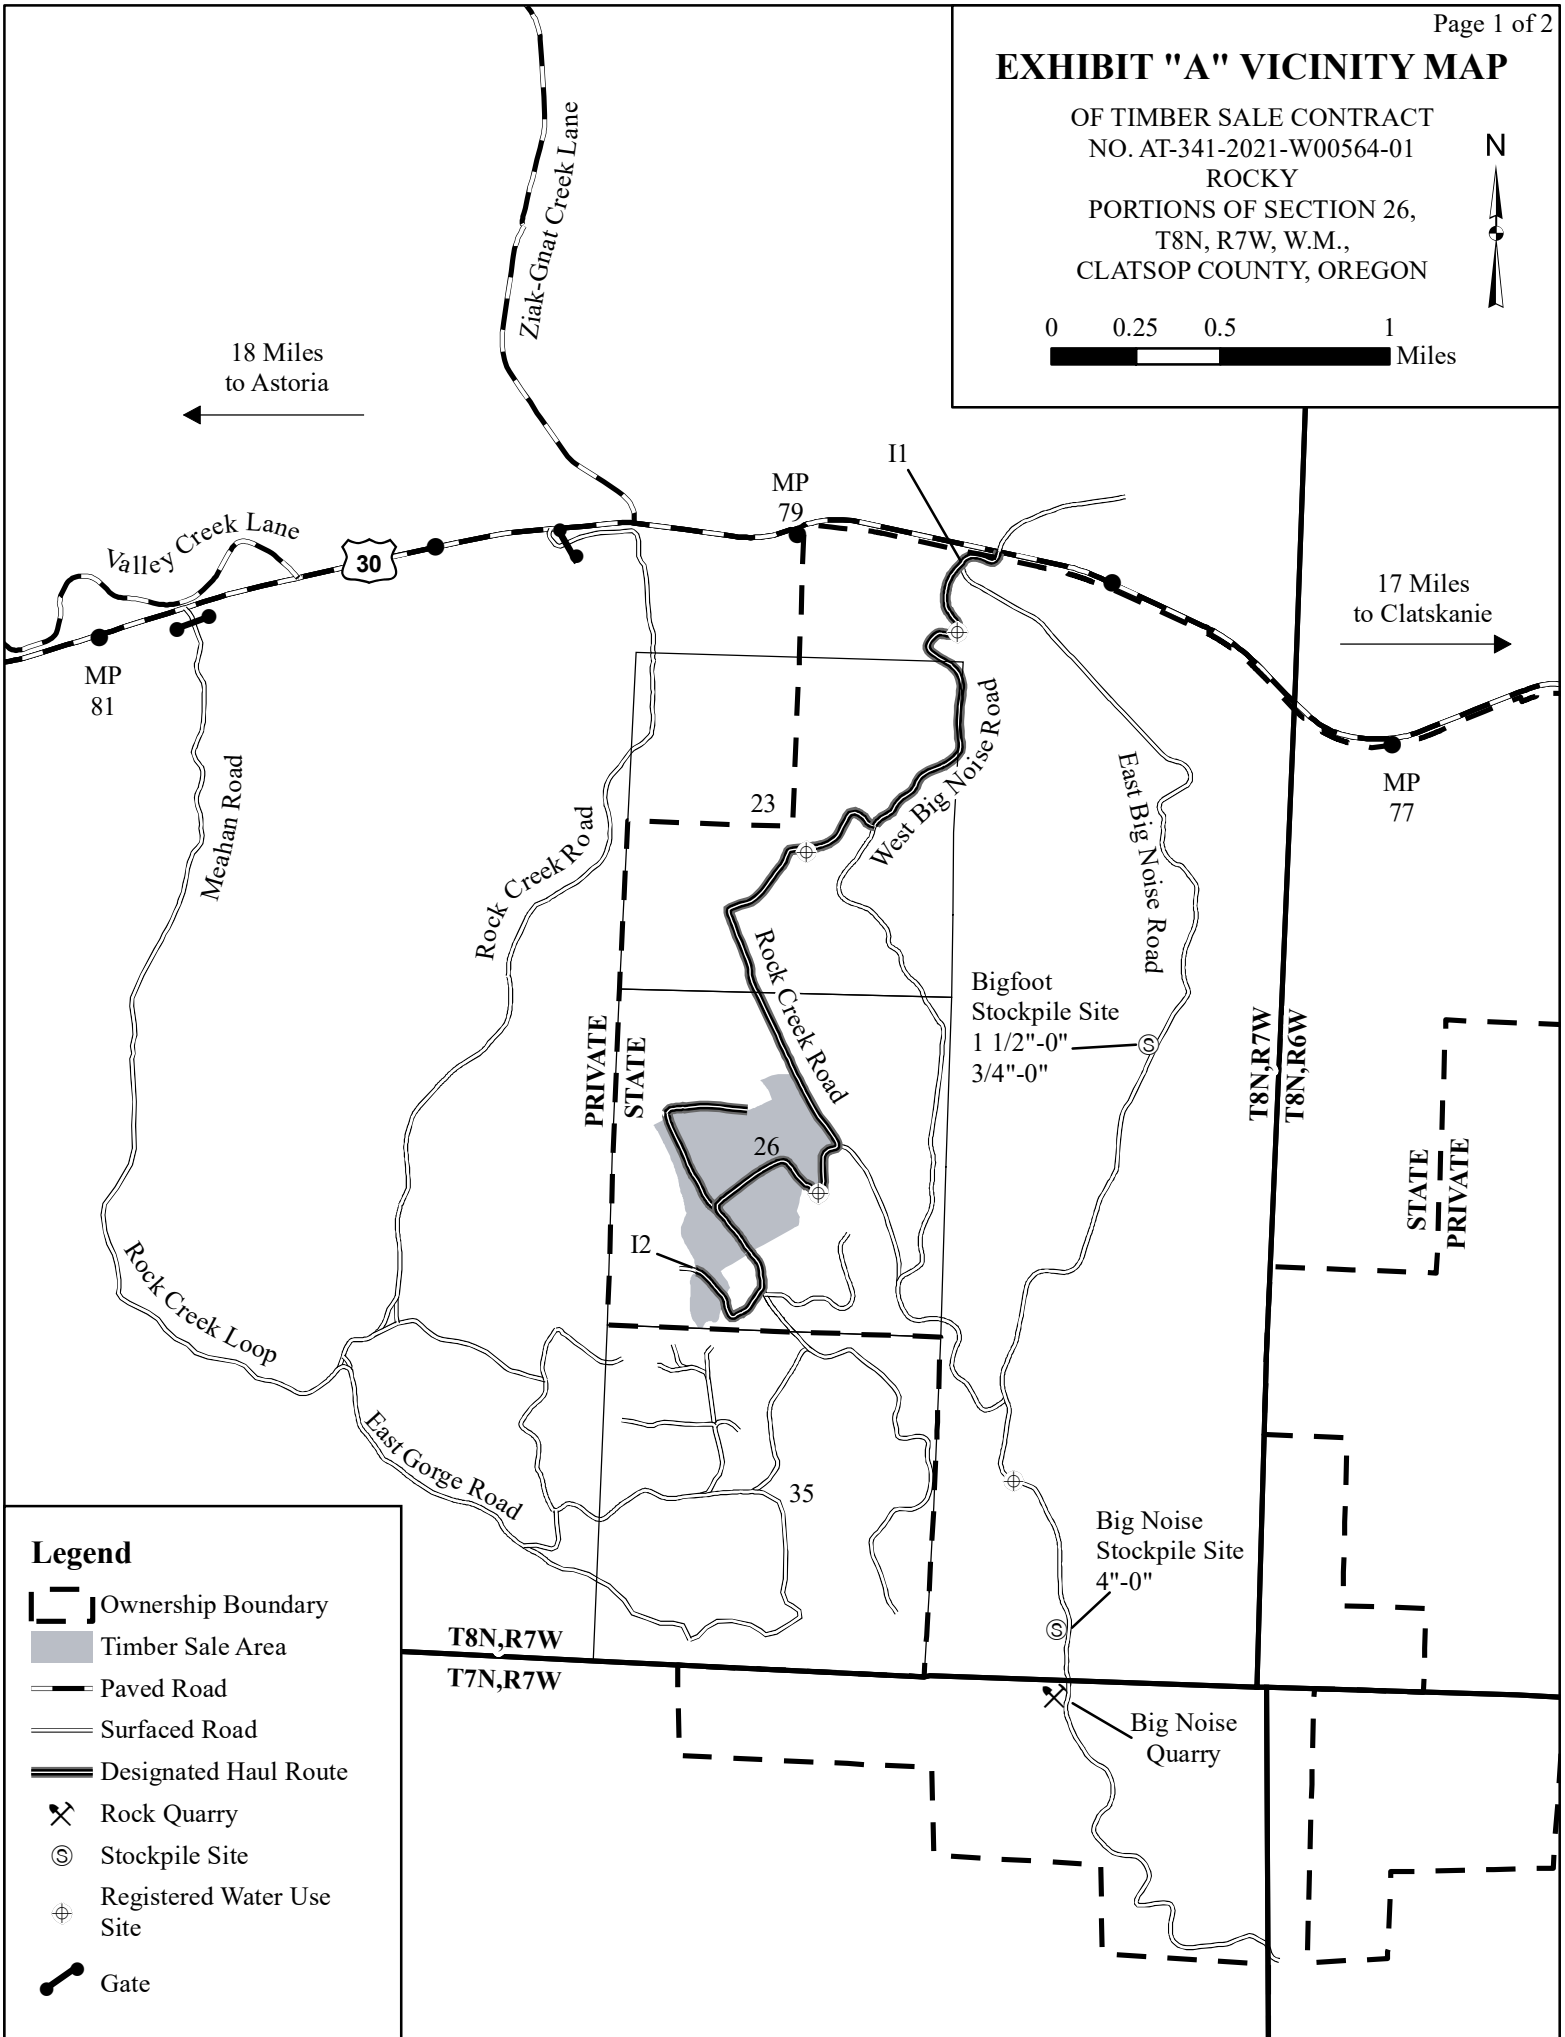 Page 1 of 2
EXHIBIT "A" VICINITY MAP
OF TIMBER SALE CONTRACT
NO. AT-341-2021-W00564-01
ROCKY
PORTIONS OF SECTION 26,
T8N, R7W, W.M.,
CLATSOP COUNTY, OREGON
N
0 0.25 0.5 1
Miles
Ziak-Gnat Creek Lane
18 Miles
to Astoria
I1
MP
79
Valley Creek Lane
30
17 Miles
to Clatskanie
MP
81
MP
77
Meahan Road
Rock Creek Road
23
West Big Noise Road
East Big Noise Road
Rock Creek Road
Bigfoot
Stockpile Site
1 1/2"-0"
3/4"-0"
PRIVATE
STATE
T8N,R7W
T8N,R6W
STATE
PRIVATE
26
I2
Rock Creek Loop
East Gorge Road
35
Big Noise
Stockpile Site
4"-0"
T8N,R7W
T7N,R7W
Big Noise
Quarry
Legend
Ownership Boundary
Timber Sale Area
Paved Road
Surfaced Road
Designated Haul Route
Rock Quarry
S
Stockpile Site
Registered Water Use
Site
Gate
S
S